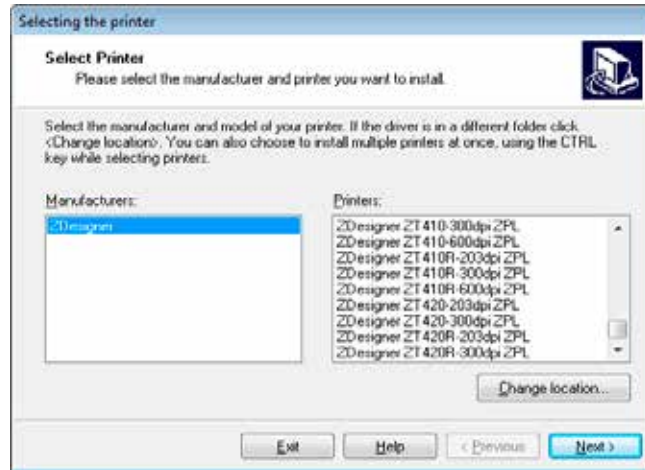 Selecting the printer
Select Printer
Please select the manufacturer and printer you want to install.
Select the manufacturer and model of your printer. If the driver is in a different folder click
<Change location>. You can also choose to install multiple printers at once, using the CTRL
key while selecting printers.
Manufacturers:
ZDesigner
Printers:
ZDesigner ZT410-300dpi ZPL
ZDesigner ZT410-600dpi ZPL
ZDesigner ZT410R-203dpi ZPL
ZDesigner ZT410R-300dpi ZPL
ZDesigner ZT410R-600dpi ZPL
ZDesigner ZT420-203dpi ZPL
ZDesigner ZT420-300dpi ZPL
ZDesigner ZT420R-203dpi ZPL
ZDesigner ZT420R-300dpi ZPL
Change location...
Exit
Help
< Previous
Next >